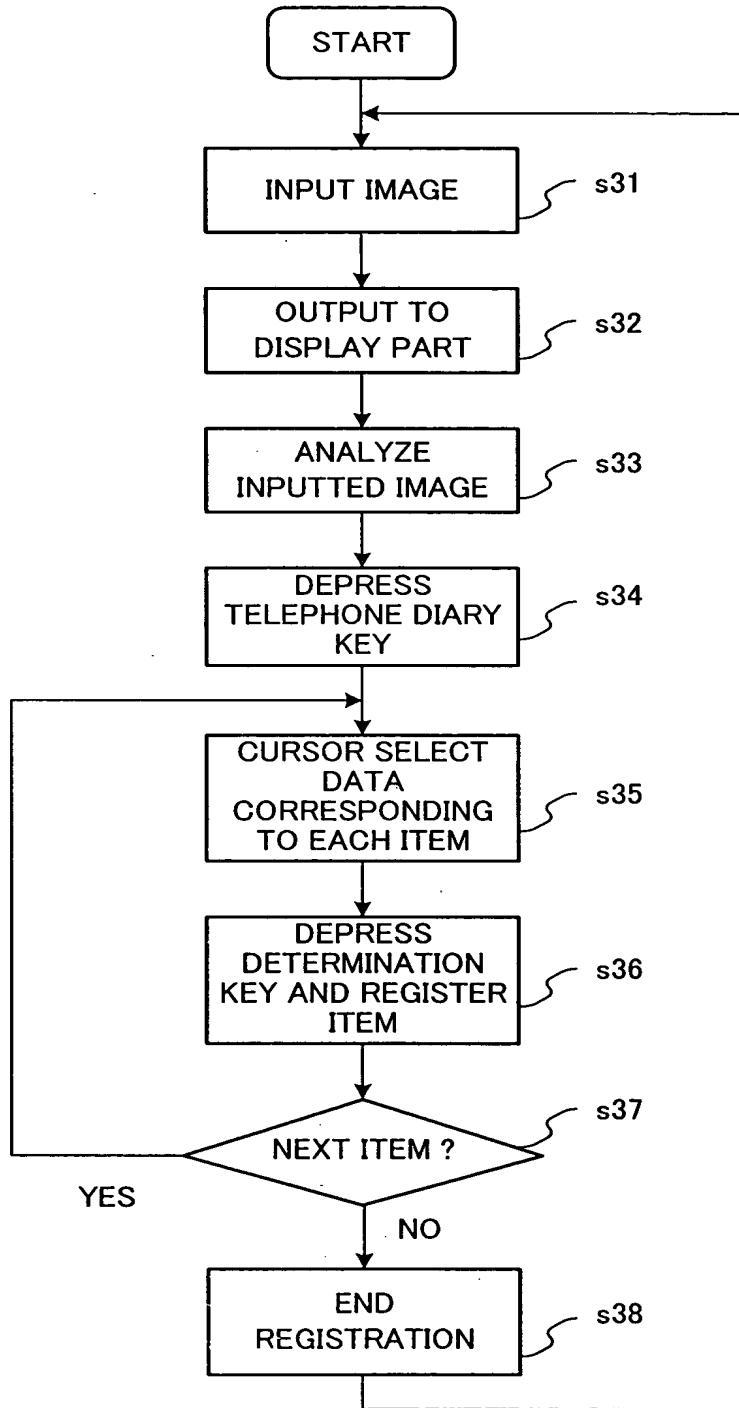 START
INPUT IMAGE
s31
OUTPUT TO
DISPLAY PART
s32
ANALYZE
INPUTTED IMAGE
s33
DEPRESS
TELEPHONE DIARY
KEY
s34
CURSOR SELECT
DATA
CORRESPONDING
TO EACH ITEM
s35
DEPRESS
DETERMINATION
KEY AND REGISTER
ITEM
s36
NEXT ITEM ?
s37
YES
NO
END
REGISTRATION
s38